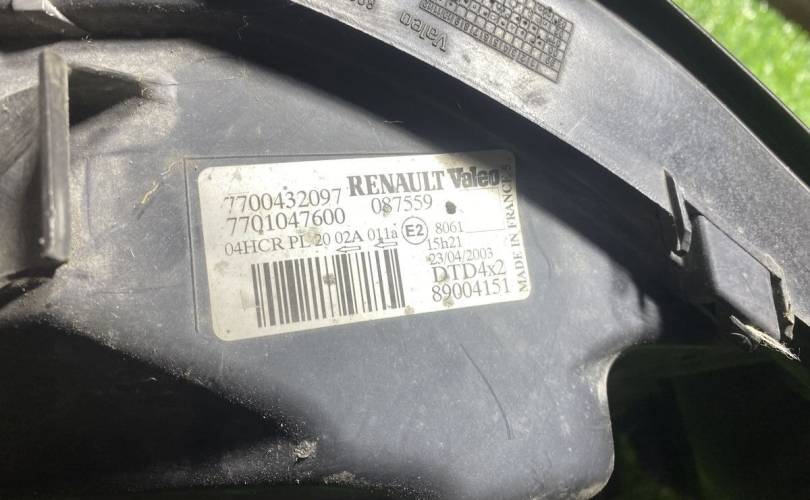 Valeo
7700432097 RENAULT Valeo
7701047600 087559
04HCR PL 20 02A 011a E2 8061
15h21
23/04/2003
DTD4x2
89004151
MADE IN FRANCE